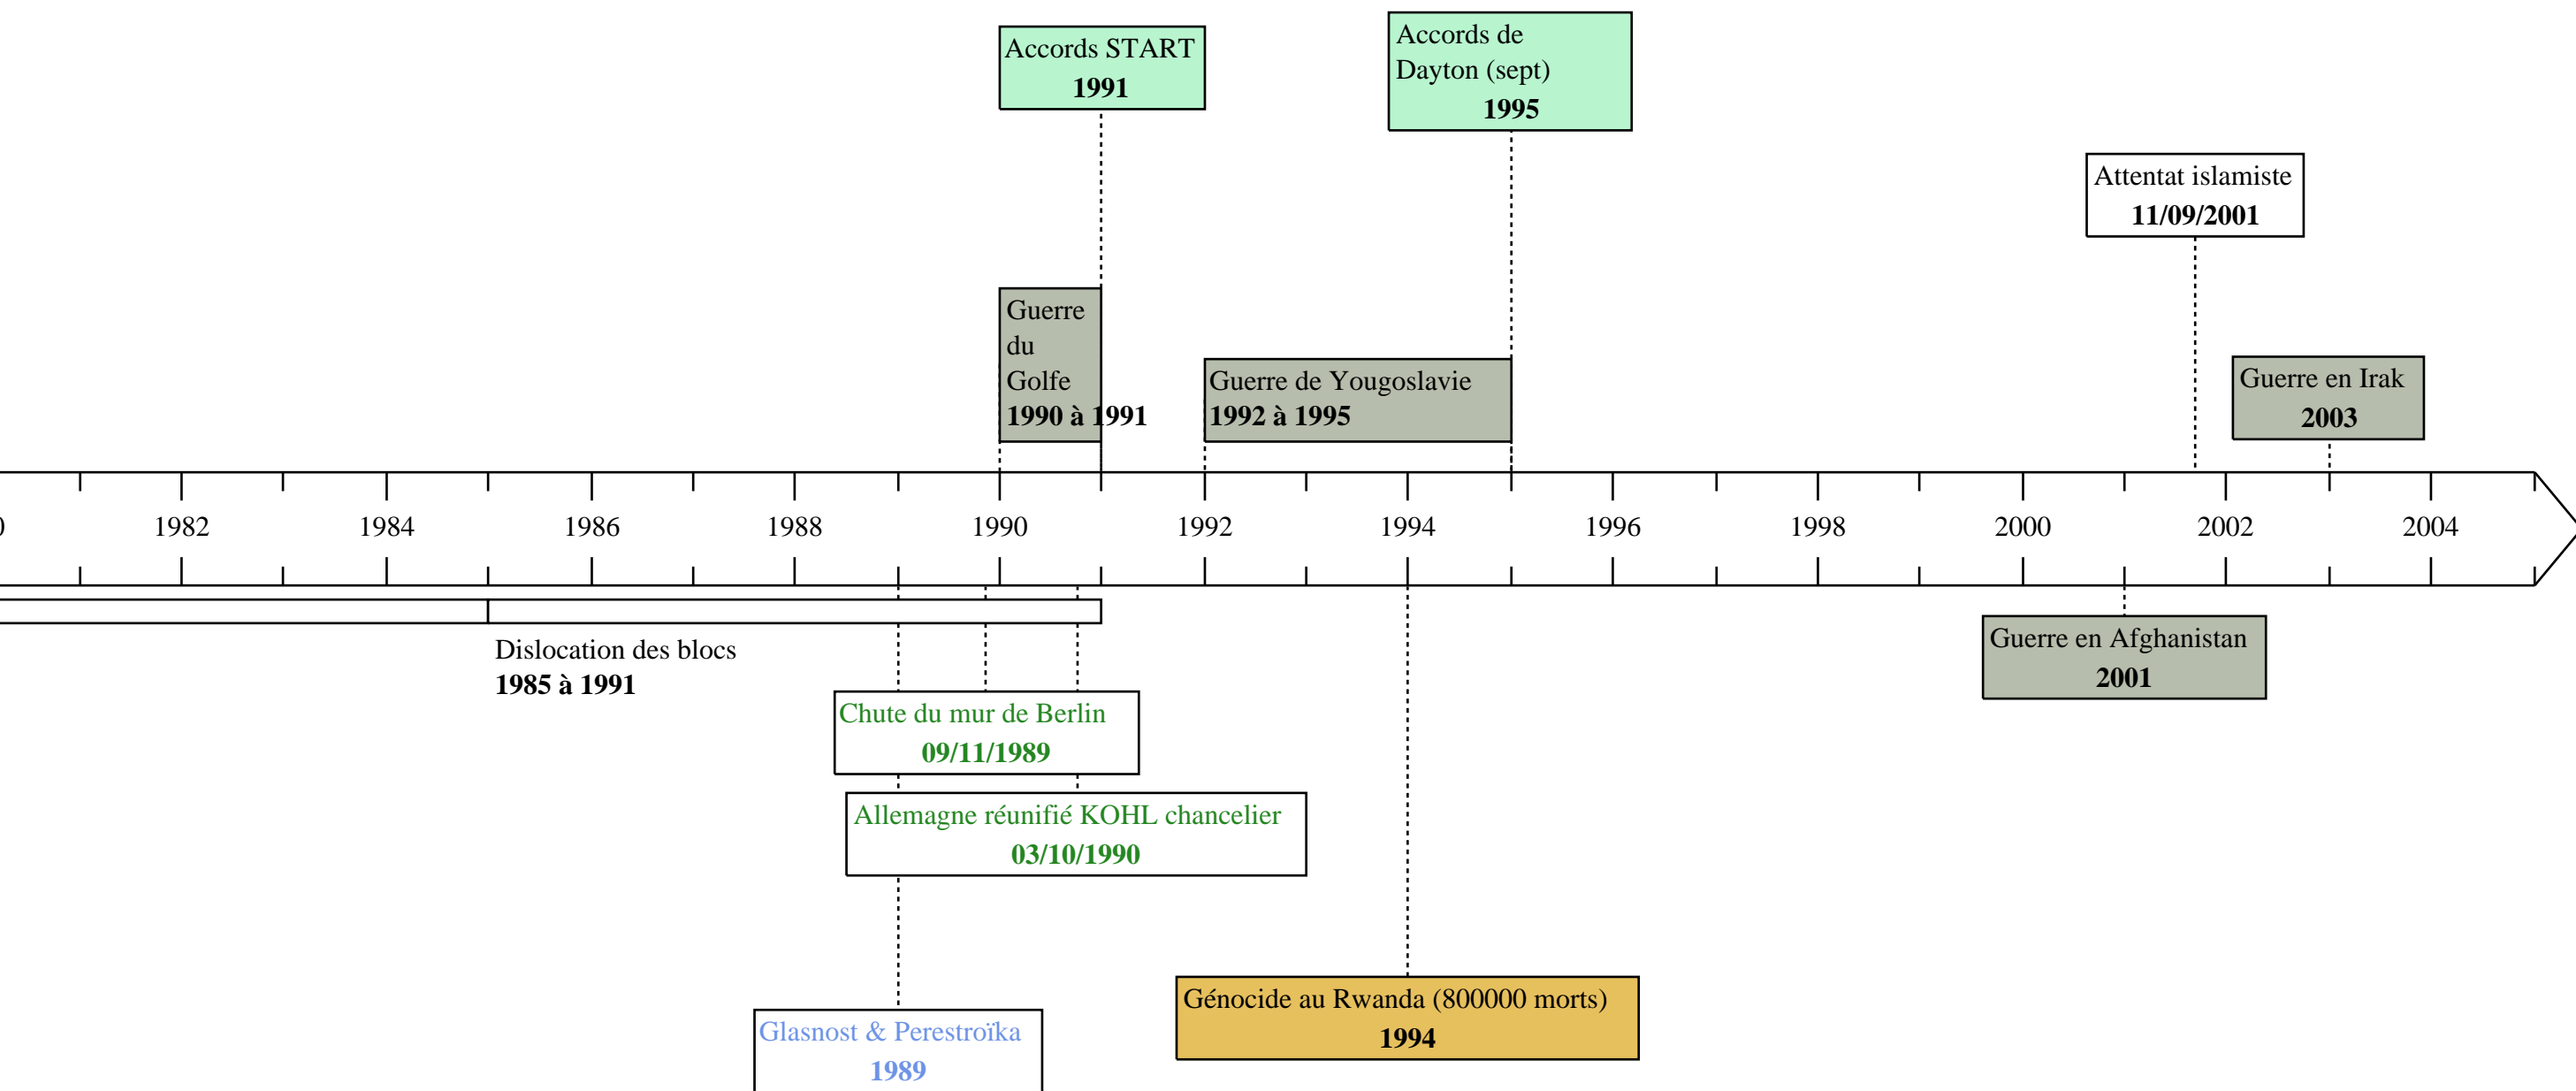 Accords START
1991
Accords de
Dayton (sept)
1995
Attentat islamiste
11/09/2001
Guerre
du
Golfe
1990 à 1991
Guerre de Yougoslavie
1992 à 1995
Guerre en Irak
2003
1982 1984 1986 1988 1990 1992 1994 1996 1998 2000 2002 2004
Dislocation des blocs
1985 à 1991
Guerre en Afghanistan
2001
Chute du mur de Berlin
09/11/1989
Allemagne réunifié KOHL chancelier
03/10/1990
Génocide au Rwanda (800000 morts)
1994
Glasnost & Perestroïka
1989